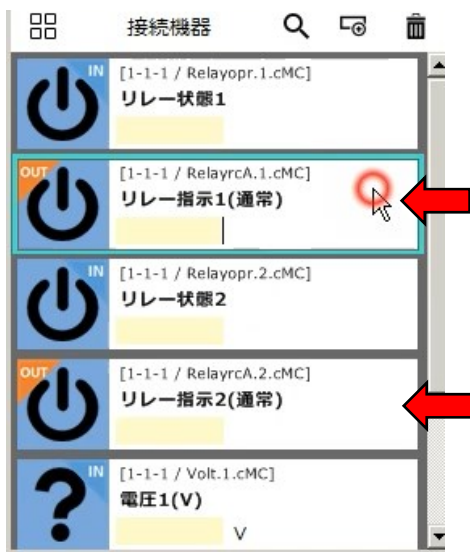 接続機器
IN
[1-1-1 / Relayopr.1.cMC]
リレー状態1
OUT
[1-1-1 / RelayrcA.1.cMC]
リレー指示1(通常)
IN
[1-1-1 / Relayopr.2.cMC]
リレー状態2
OUT
[1-1-1 / RelayrcA.2.cMC]
リレー指示2(通常)
IN
[1-1-1 / Volt.1.cMC]
電圧1(V)
V